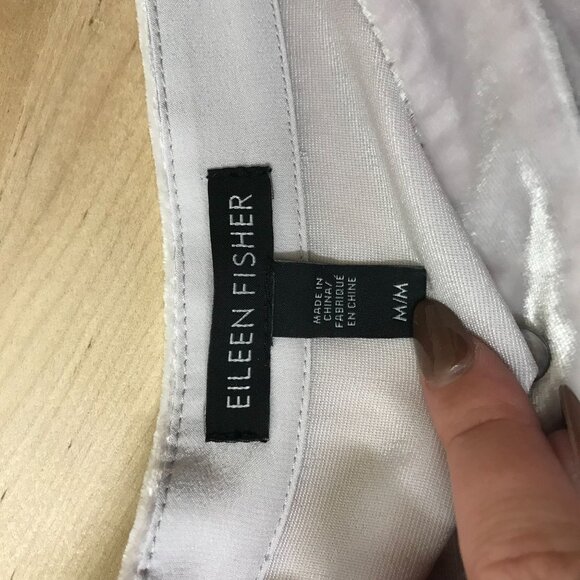 EILEEN FISHER
MADE IN
CHINA/
FABRIQUÉ
EN CHINE
M/M